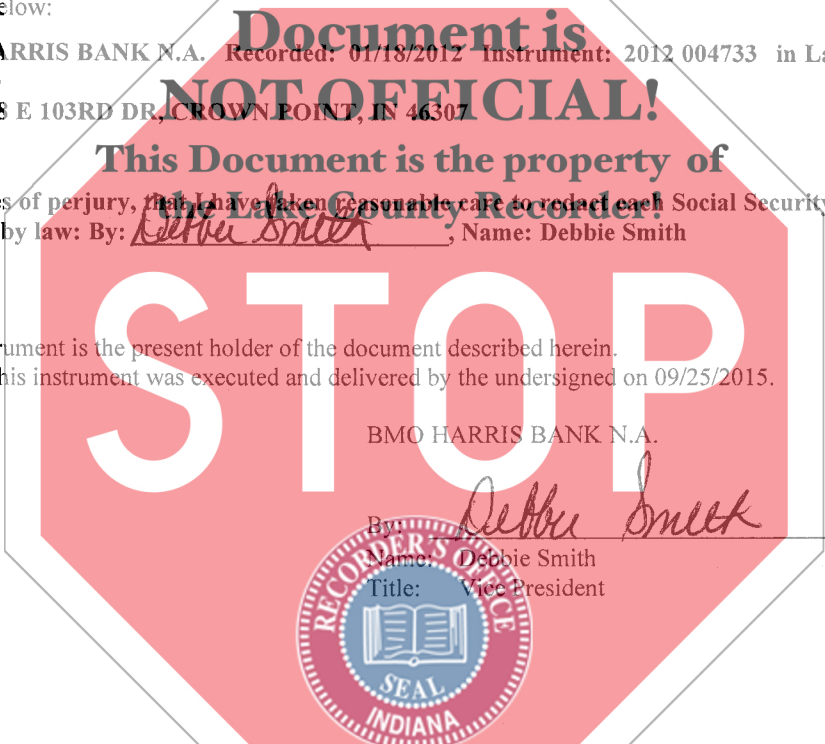 elow:
Document is
ARRIS BANK N.A. Recorded: 01/18/2012 Instrument: 2012 004733 in La
NOT OFFICIAL!
8 E 103RD DR, CROWN POINT, IN 46307
This Document is the property of
the Lake County Recorder!
es of perjury, that I have taken reasonable care to redact each Social Security
by law: By: Debbie Smith, Name: Debbie Smith
STOP
rument is the present holder of the document described herein.
his instrument was executed and delivered by the undersigned on 09/25/2015.
BMO HARRIS BANK N.A.
By: Debbie Smith
Name: Debbie Smith
Title: Vice President
RECORDER'S OFFICE
SEAL
INDIANA